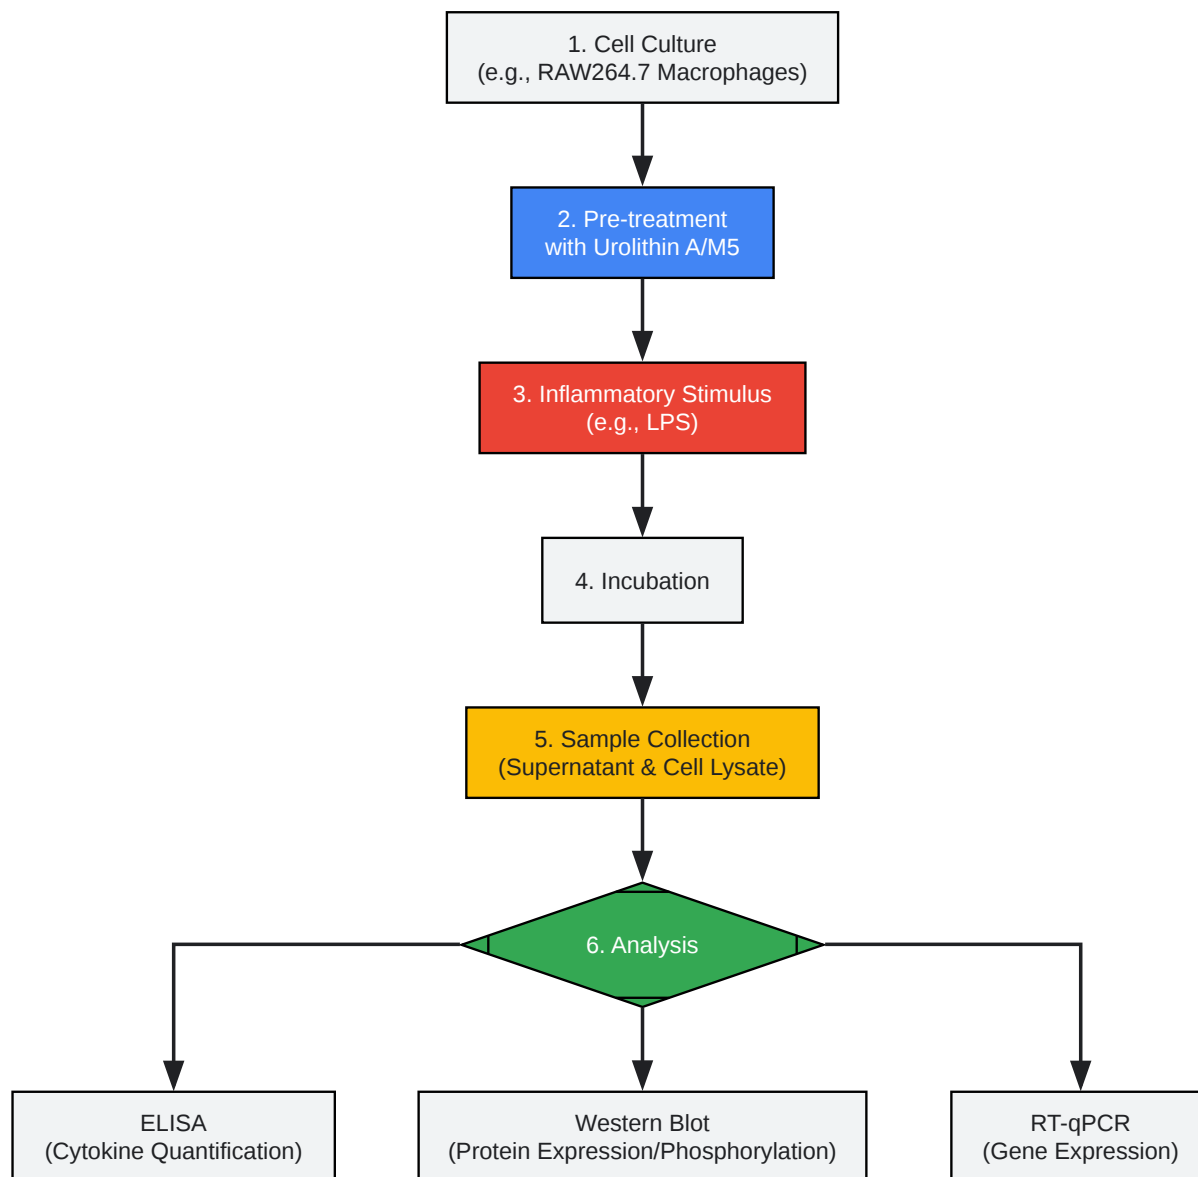 1. Cell Culture
(e.g., RAW264.7 Macrophages)
2. Pre-treatment
with Urolithin A/M5
3. Inflammatory Stimulus
(e.g., LPS)
4. Incubation
5. Sample Collection
(Supernatant & Cell Lysate)
6. Analysis
ELISA
(Cytokine Quantification)
Western Blot
(Protein Expression/Phosphorylation)
RT-qPCR
(Gene Expression)